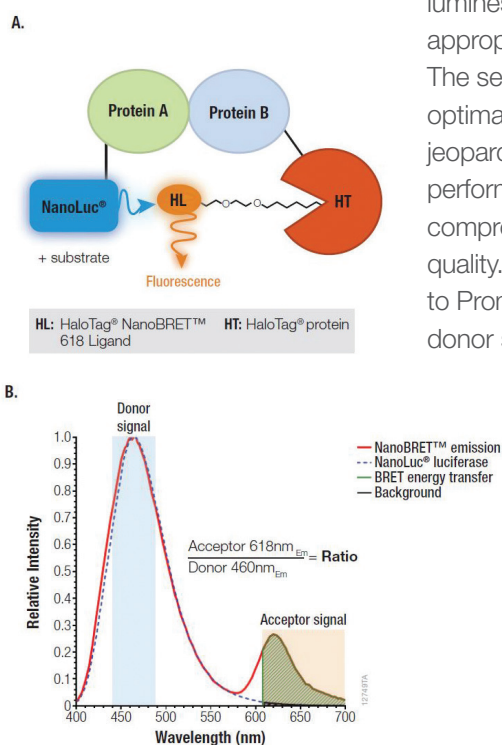 A.
Protein A
Protein B
NanoLuc®
HL
O
O
HT
+ substrate
Fluorescence
HL: HaloTag® NanoBRET™ HT: HaloTag® protein
618 Ligand
appropr
The se
optima
jeopard
perform
compro
quality.
to Pron
donor s
B.
Donor
signal
1.0
0.9
0.8
0.7
0.6
0.5
0.4
0.3
0.2
0.1
0
Relative Intensity
NanoBRET™ emission
NanoLuc® luciferase
BRET energy transfer
Background
Acceptor 618nmEm
Donor 460nmEm
= Ratio
Acceptor signal
400 450 500 550 600 650 700
Wavelength (nm)
12749TA